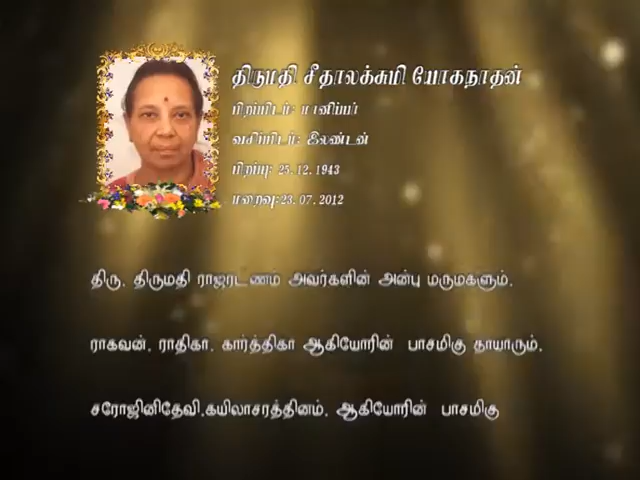 திருமதி சீதாலக்சுமி யோகநாதன்
பிறப்பிடம்: மானிப்பாய்
வசிப்பிடம்: இலண்டன்
பிறப்பு: 25.12.1943
மறைவு:23.07.2012
திரு. திருமதி ராஜரட்ணம் அவர்களின் அன்பு மருமகளும்,
ராகவன், ராதிகா, கார்த்திகா ஆகியோரின் பாசமிகு தாயாரும்,
சரோஜினிதேவி,கயிலாசரத்தினம், ஆகியோரின் பாசமிகு